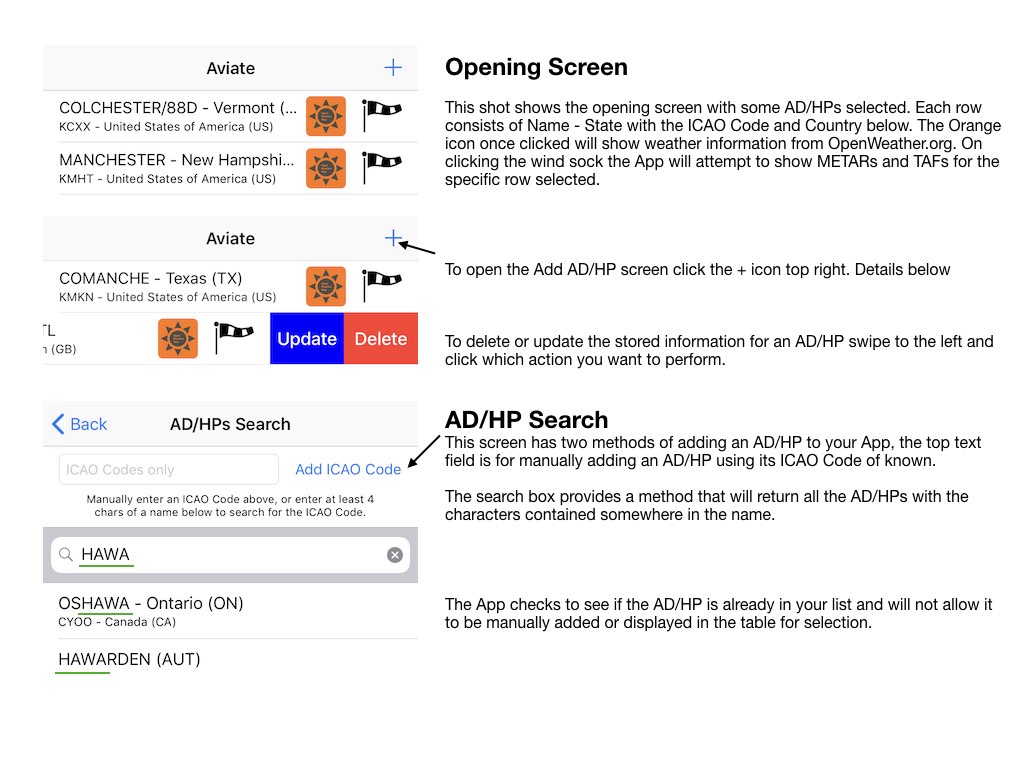 Aviate
COLCHESTER/88D - Vermont (...
KCXX - United States of America (US)
MANCHESTER - New Hampshi...
KMHT - United States of America (US)
Opening Screen
This shot shows the opening screen with some AD/HPs selected. Each row
consists of Name - State with the ICAO Code and Country below. The Orange
icon once clicked will show weather information from OpenWeather.org. On
clicking the wind sock the App will attempt to show METARs and TAFs for the
specific row selected.
Aviate
COMANCHE - Texas (TX)
KMKN - United States of America (US)
To open the Add AD/HP screen click the + icon top right. Details below
TL
n (GB)
Update
Delete
To delete or update the stored information for an AD/HP swipe to the left and
click which action you want to perform.
Back
AD/HPs Search
ICAO Codes only
Add ICAO Code
Manually enter an ICAO Code above, or enter at least 4
chars of a name below to search for the ICAO Code.
HAWA
OSHAWA - Ontario (ON)
CYOO - Canada (CA)
HAWARDEN (AUT)
AD/HP Search
This screen has two methods of adding an AD/HP to your App, the top text
field is for manually adding an AD/HP using its ICAO Code of known.
The search box provides a method that will return all the AD/HPs with the
characters contained somewhere in the name.
The App checks to see if the AD/HP is already in your list and will not allow it
to be manually added or displayed in the table for selection.